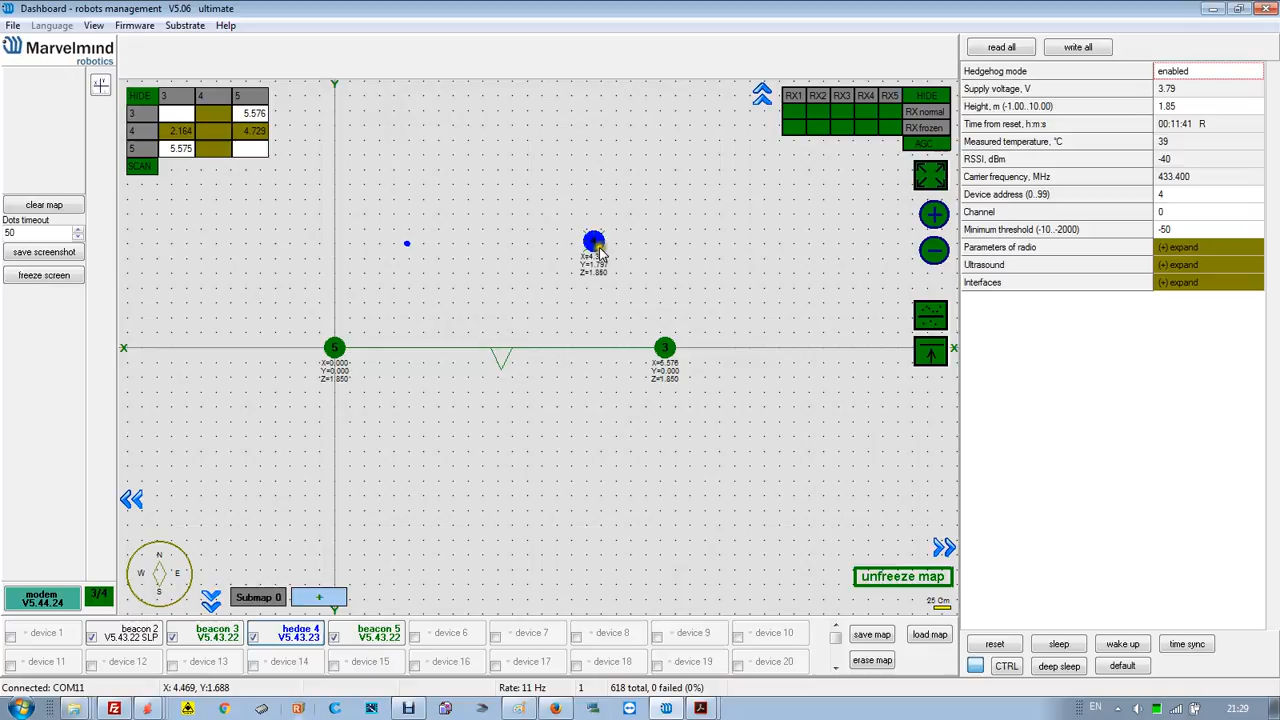 Dashboard - robots management V5.06 ultimate
File Language View Firmware Substrate Help
Marvelmind
robotics
clear map
Dots timeout
50
save screenshot
freeze screen
modem
V5.44.24
3/4
HIDE 3 4 5
3 5.576
4 2.164 4.729
5 5.575
SCAN
Y
RX1 RX2 RX3 RX4 RX5 HIDE
RX normal
RX frozen
AGC
Z=1.850
X X
5
X=0.000
Y=0.000
Z=1.850
3
X=5.576
Y=0.000
Z=1.850
N
W E
S
Submap 0 +
Y
unfreeze map
25 Cm
read all write all
Hedgehog mode enabled
Supply voltage, V 3.79
Height, m (-1.00..10.00) 1.85
Time from reset, h:m:s 00:11:41 R
Measured temperature, °C 39
RSSI, dBm -40
Carrier frequency, MHz 433.400
Device address (0..99) 4
Channel 0
Minimum threshold (-10..-2000) -50
Parameters of radio (+) expand
Ultrasound (+) expand
Interfaces (+) expand
device 1
beacon 2
V5.43.22 SLP
beacon 3
V5.43.22
hedge 4
V5.43.23
beacon 5
V5.43.22
device 6 device 7 device 8 device 9 device 10
device 11 device 12 device 13 device 14 device 15 device 16 device 17 device 18 device 19 device 20
save map load map
erase map
reset sleep wake up time sync
CTRL deep sleep default
Connected: COM11 X: 4.469, Y:1.688 Rate: 11 Hz 1 618 total, 0 failed (0%)
EN 21:29